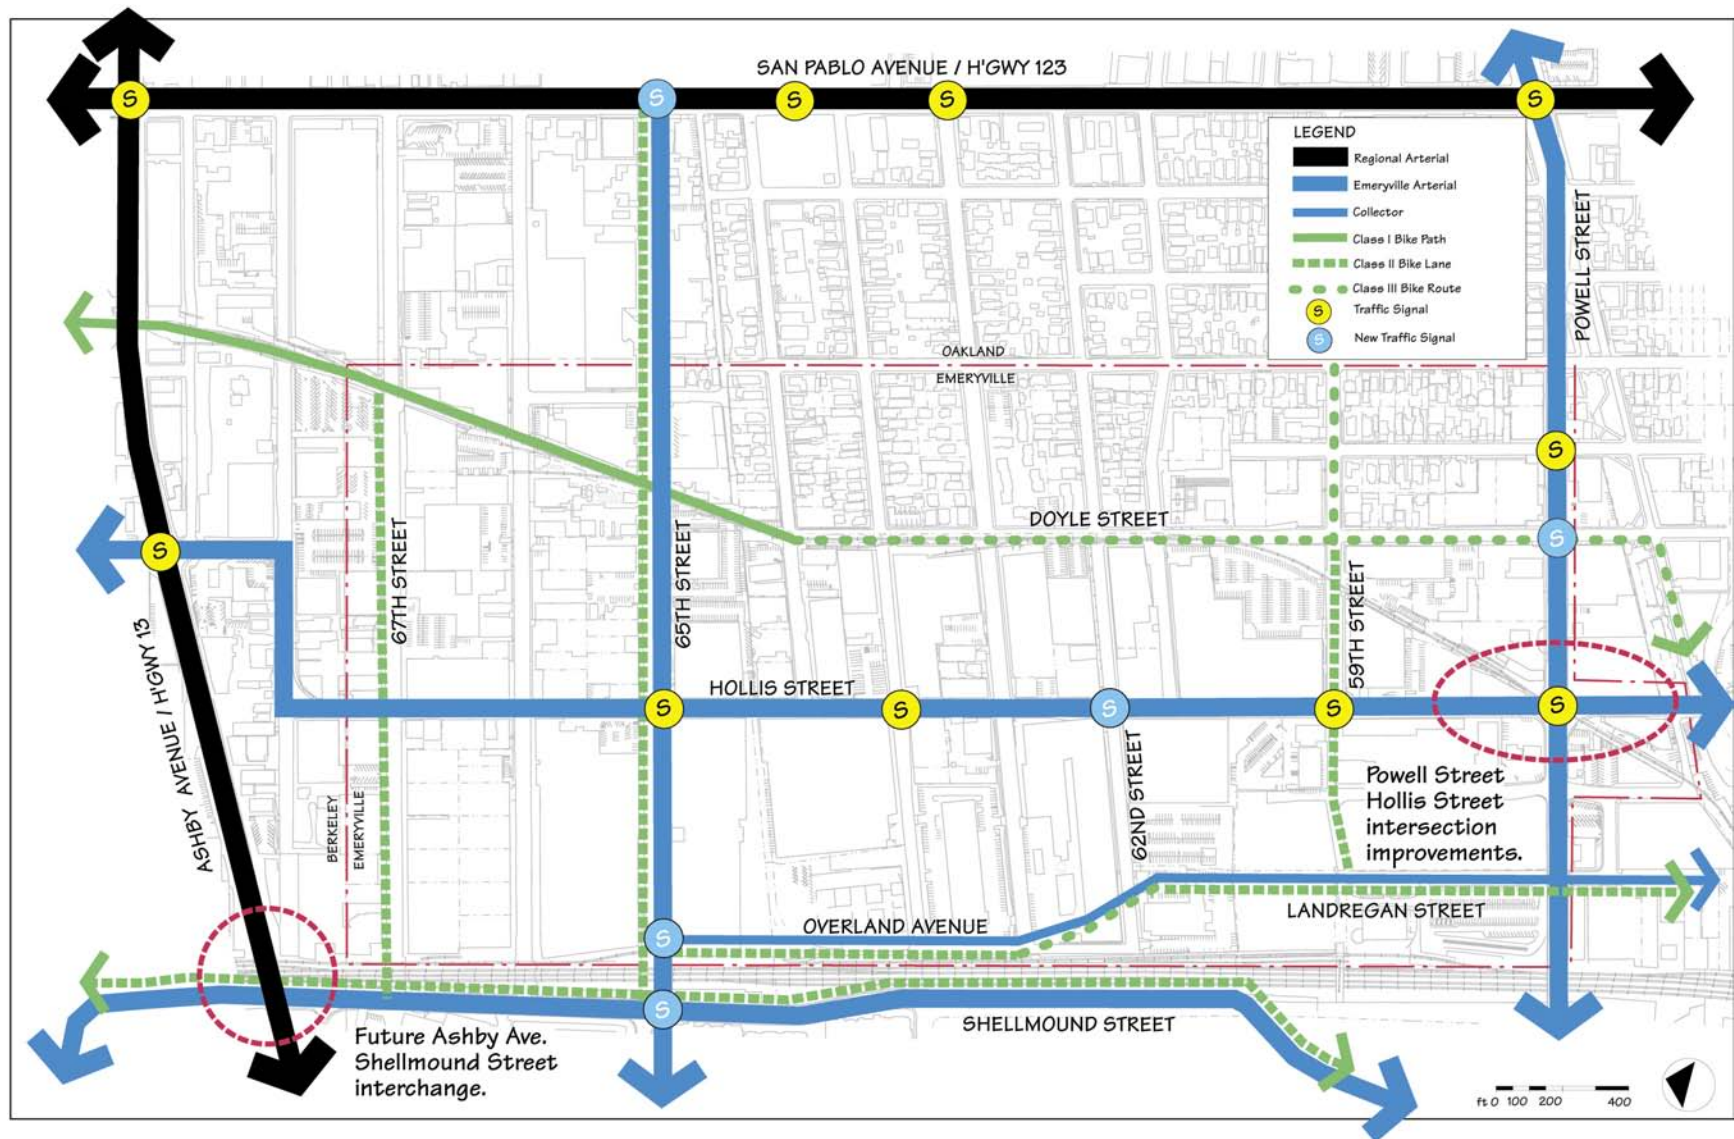 SAN PABLO AVENUE / H'GWY 123
S
S
S
S
S
LEGEND
Regional Arterial
Emeryville Arterial
Collector
Class I Bike Path
Class II Bike Lane
Class III Bike Route
S
Traffic Signal
S
New Traffic Signal
POWELL STREET
OAKLAND
EMERYVILLE
S
DOYLE STREET
S
S
67TH STREET
65TH STREET
59TH STREET
ASHBY AVENUE / H'GWY 13
HOLLIS STREET
S
S
S
S
S
BERKELEY
EMERYVILLE
62ND STREET
Powell Street
Hollis Street
intersection
improvements.
OVERLAND AVENUE
LANDREGAN STREET
S
S
SHELLMOUND STREET
Future Ashby Ave.
Shellmound Street
interchange.
ft 0 100 200 400